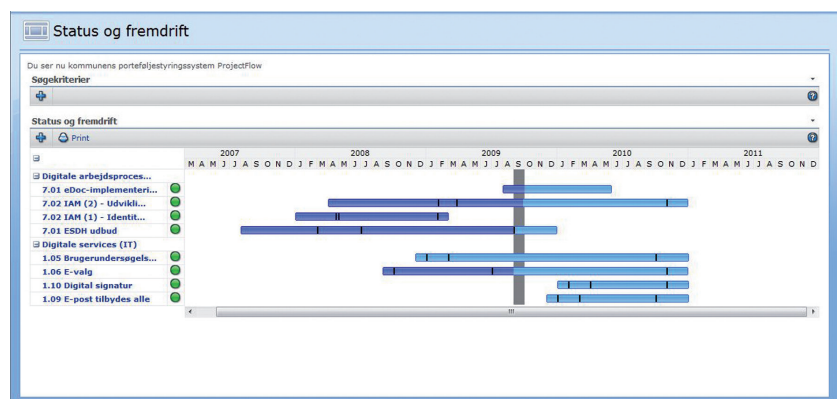 Status og fremdrift
Du ser nu kommunens porteføljestyringssystem ProjectFlow
Søgekriterier
Status og fremdrift
Print
2007 2008 2009 2010 2011
M A M J J A S O N D J F M A M J J A S O N D J F M A M J J A S O N D J F M A M J J A S O N D J F M A M J J A S O N D
Digitale arbejdsproces...
7.01 eDoc-implementeri...
7.02 IAM (2) - Udvikli...
7.02 IAM (1) - Identit...
7.01 ESDH udbud
Digitale services (IT)
1.05 Brugerundersøgels...
1.06 E-valg
1.10 Digital signatur
1.09 E-post tilbydes alle